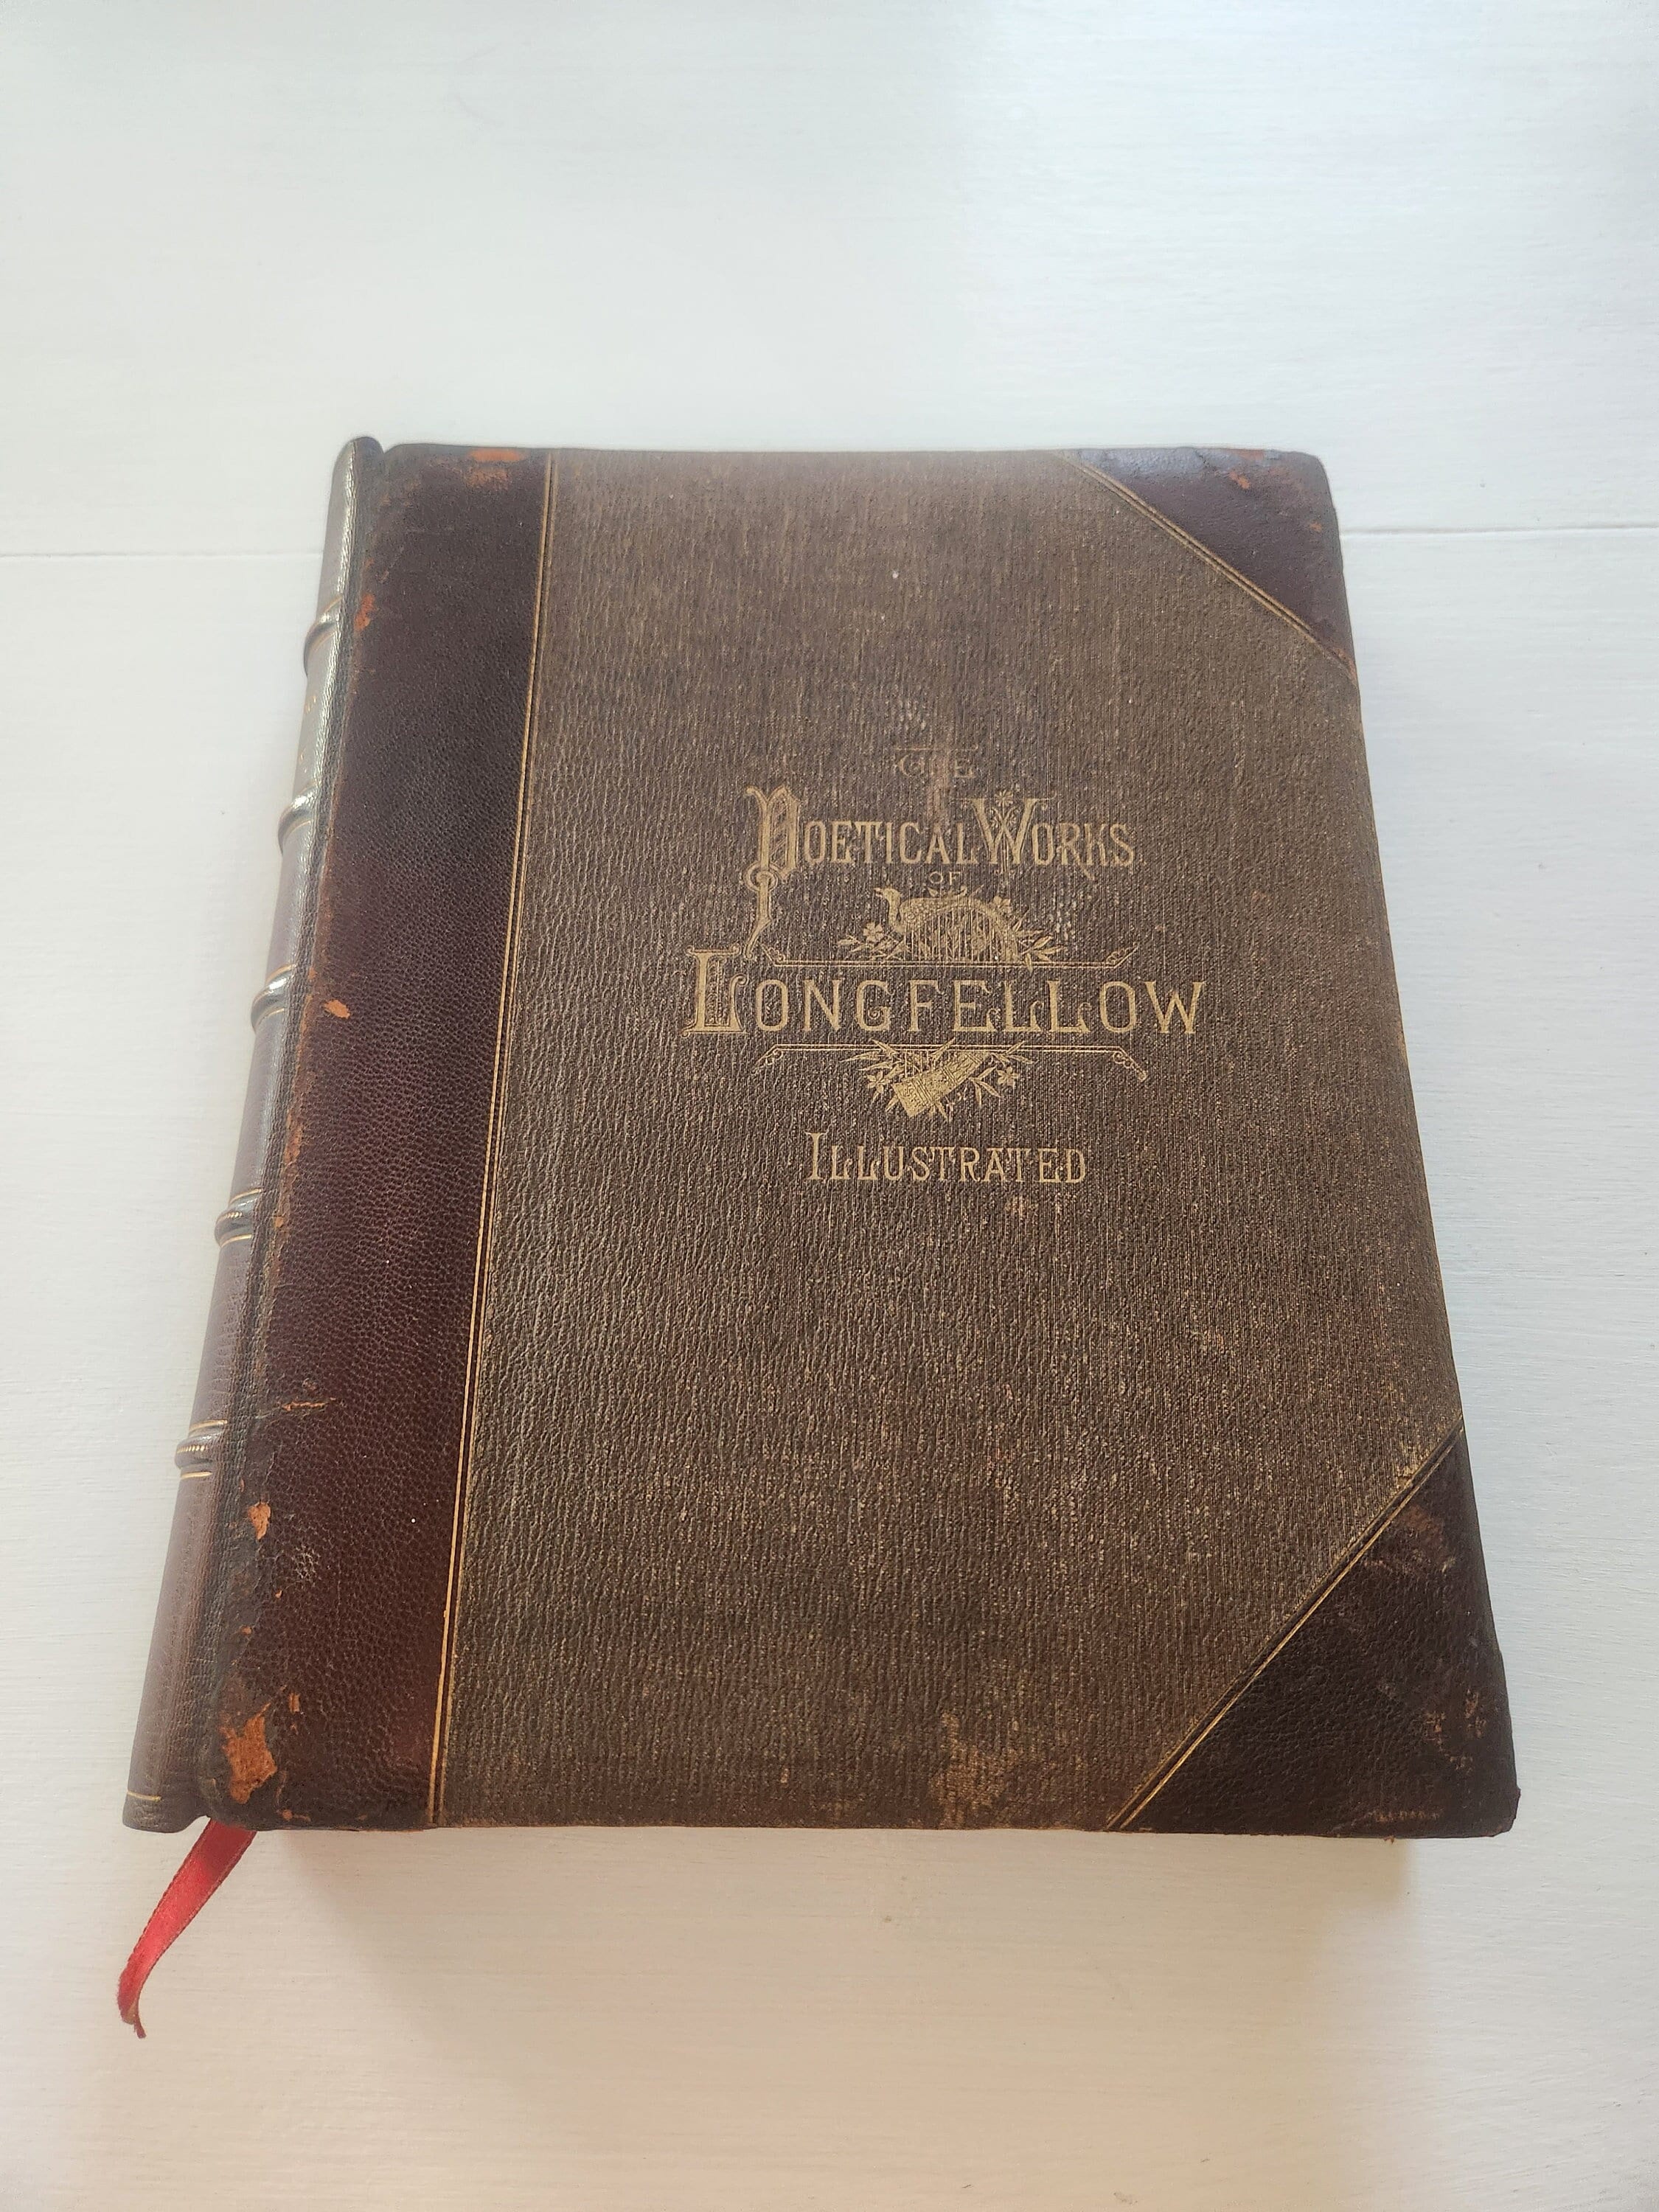 THE
POETICAL WORKS
OF
LONGFELLOW
ILLUSTRATED